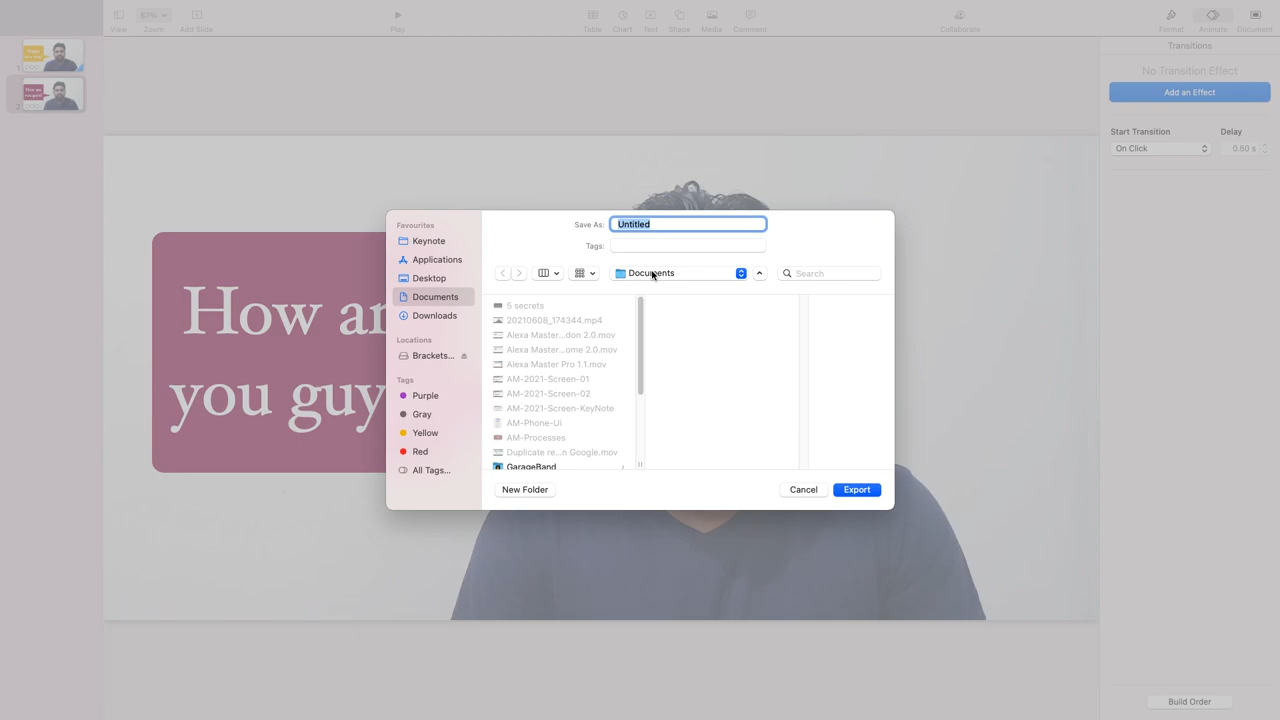 67%
View
Zoom
Add Slide
Play
Table
Chart
Text
Shape
Media
Comment
Collaborate
Format
Animate
Document
1
2
How ar
you guy
Favourites
Keynote
Applications
Desktop
Documents
Downloads
Locations
Brackets...
Tags
Purple
Gray
Yellow
Red
All Tags...
Save As: Untitled
Tags:
Documents
Search
5 secrets
20210608_174344.mp4
Alexa Master...don 2.0.mov
Alexa Master...ome 2.0.mov
Alexa Master Pro 1.1.mov
AM-2021-Screen-01
AM-2021-Screen-02
AM-2021-Screen-KeyNote
AM-Phone-Ui
AM-Processes
Duplicate re...n Google.mov
GarageBand
New Folder
Cancel
Export
Transitions
No Transition Effect
Add an Effect
Start Transition
Delay
On Click
0.50 s
Build Order